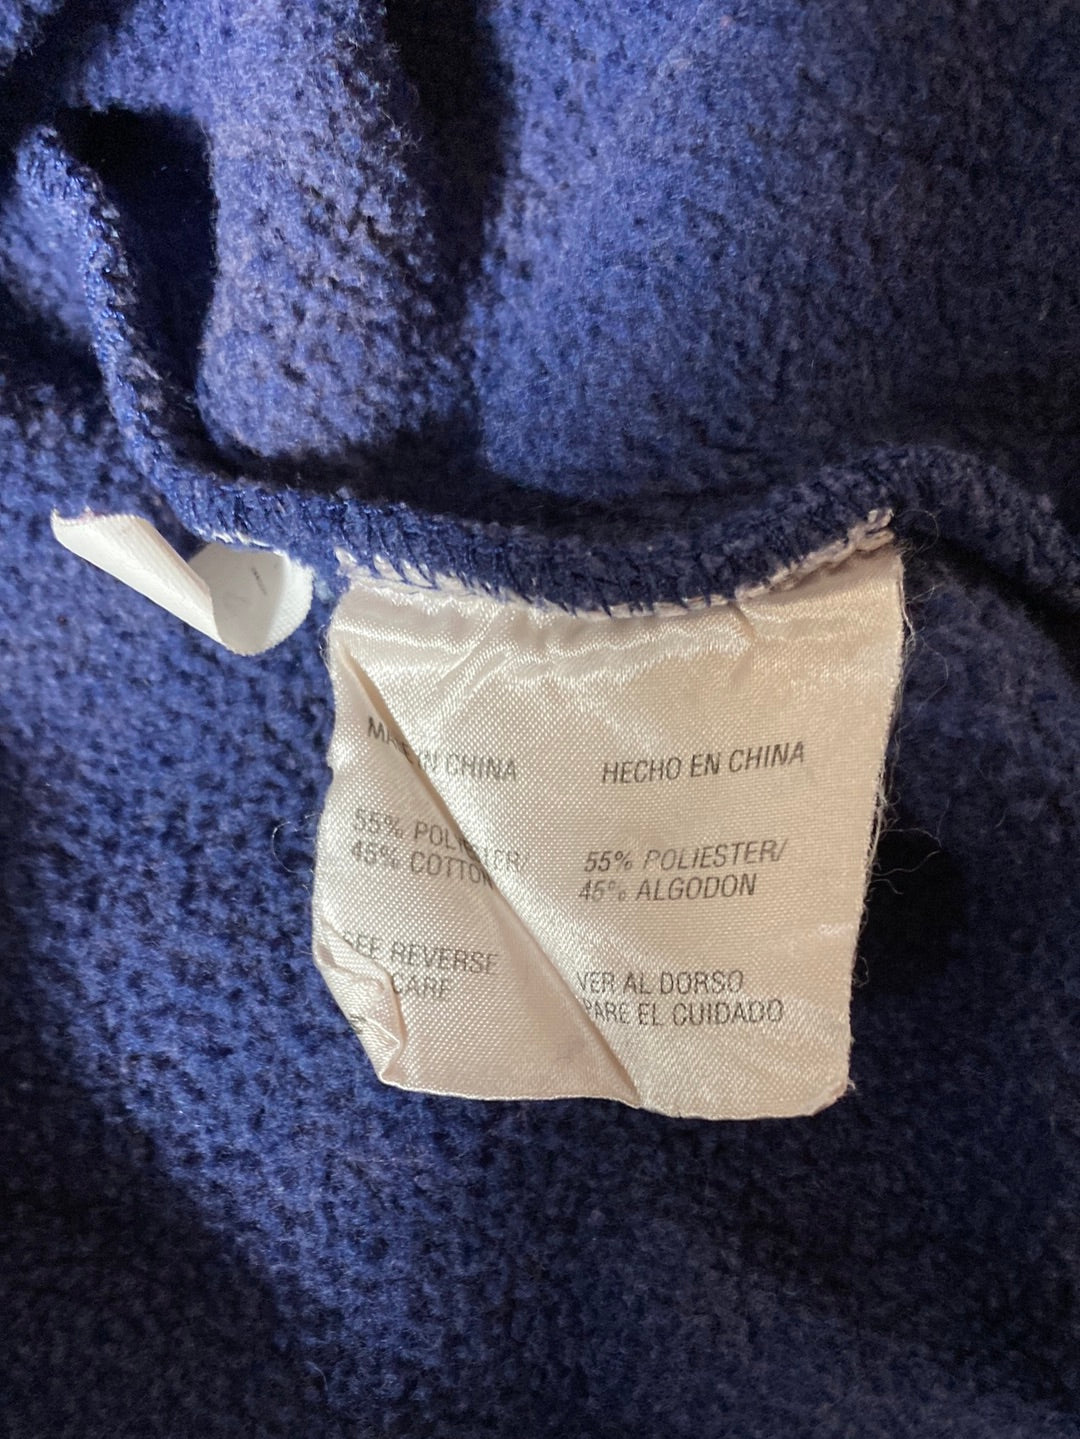 MADE IN CHINA
55% POLYESTER/
45% COTTON
SEE REVERSE
CARE
HECHO EN CHINA
55% POLIESTER/
45% ALGODON
VER AL DORSO
PARE EL CUIDADO